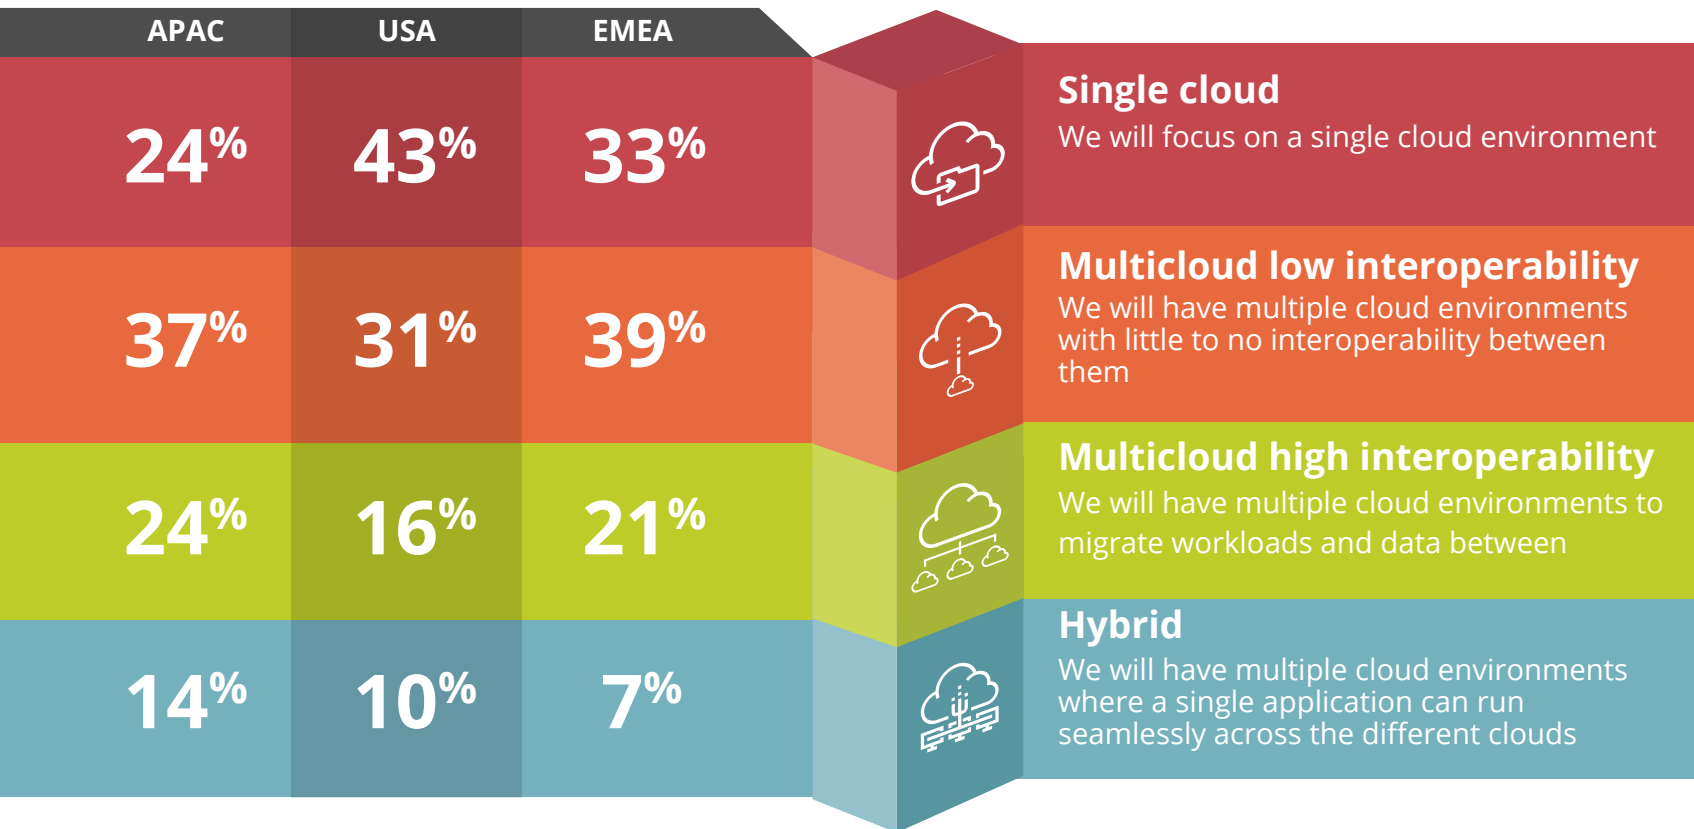 APAC USA EMEA
24% 43% 33%
Single cloud
We will focus on a single cloud environment
37% 31% 39%
Multicloud low interoperability
We will have multiple cloud environments
with little to no interoperability between
them
24% 16% 21%
Multicloud high interoperability
We will have multiple cloud environments to
migrate workloads and data between
14% 10% 7%
Hybrid
We will have multiple cloud environments
where a single application can run
seamlessly across the different clouds